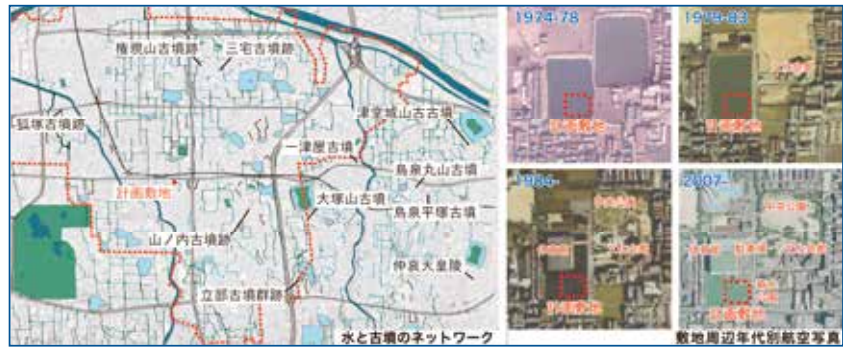 権現山古墳跡
三宅古墳跡
狐塚古墳跡
津堂城山古古墳
一津屋古墳
計画敷地
大塚山古墳
鳥泉丸山古墳
鳥泉平塚古墳
山ノ内古墳跡
仲哀大皇陵
立部古墳群跡
水と古墳のネットワーク
1974-78
計画敷地
1979-83
計画敷地
1984-
計画敷地
2007-
計画敷地
敷地周辺年代別航空写真